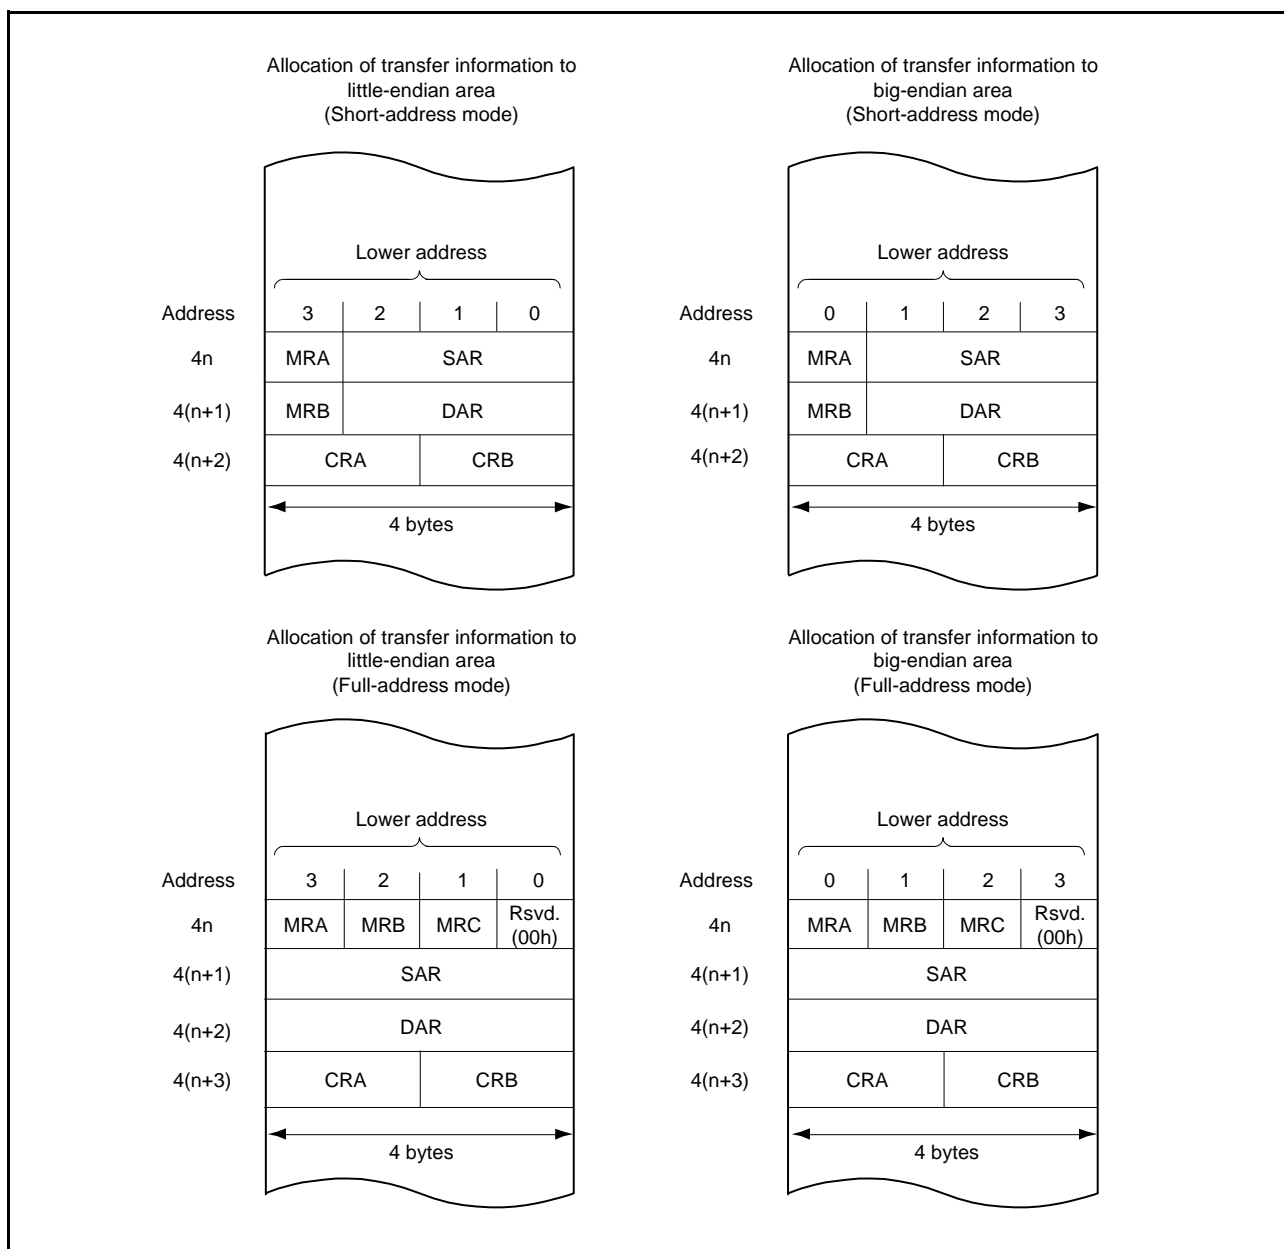 Allocation of transfer information to
little-endian area
(Short-address mode)
Lower address
Address 3 2 1 0
4n MRA SAR
4(n+1) MRB DAR
4(n+2) CRA CRB
4 bytes
Allocation of transfer information to
big-endian area
(Short-address mode)
Lower address
Address 0 1 2 3
4n MRA SAR
4(n+1) MRB DAR
4(n+2) CRA CRB
4 bytes
Allocation of transfer information to
little-endian area
(Full-address mode)
Lower address
Address 3 2 1 0
4n MRA MRB MRC Rsvd.
(00h)
4(n+1) SAR
4(n+2) DAR
4(n+3) CRA CRB
4 bytes
Allocation of transfer information to
big-endian area
(Full-address mode)
Lower address
Address 0 1 2 3
4n MRA MRB MRC Rsvd.
(00h)
4(n+1) SAR
4(n+2) DAR
4(n+3) CRA CRB
4 bytes